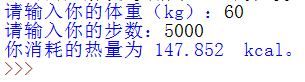 请输入你的体重（kg）：60
请输入你的步数：5000
你消耗的热量为 147.852  kcal。
>>>